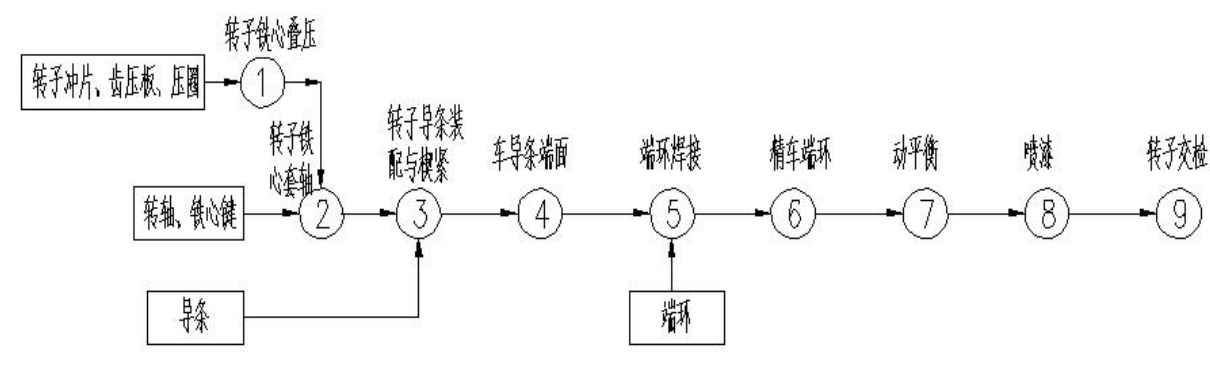 转子铁心叠压
转子冲片、齿压板、压圈
1
转子铁
心套轴
转子导条装
配与楔紧
车导条端面
端环焊接
精车端环
动平衡
喷漆
转子交检
转轴、铁心键
2
3
4
5
6
7
8
9
导条
端环